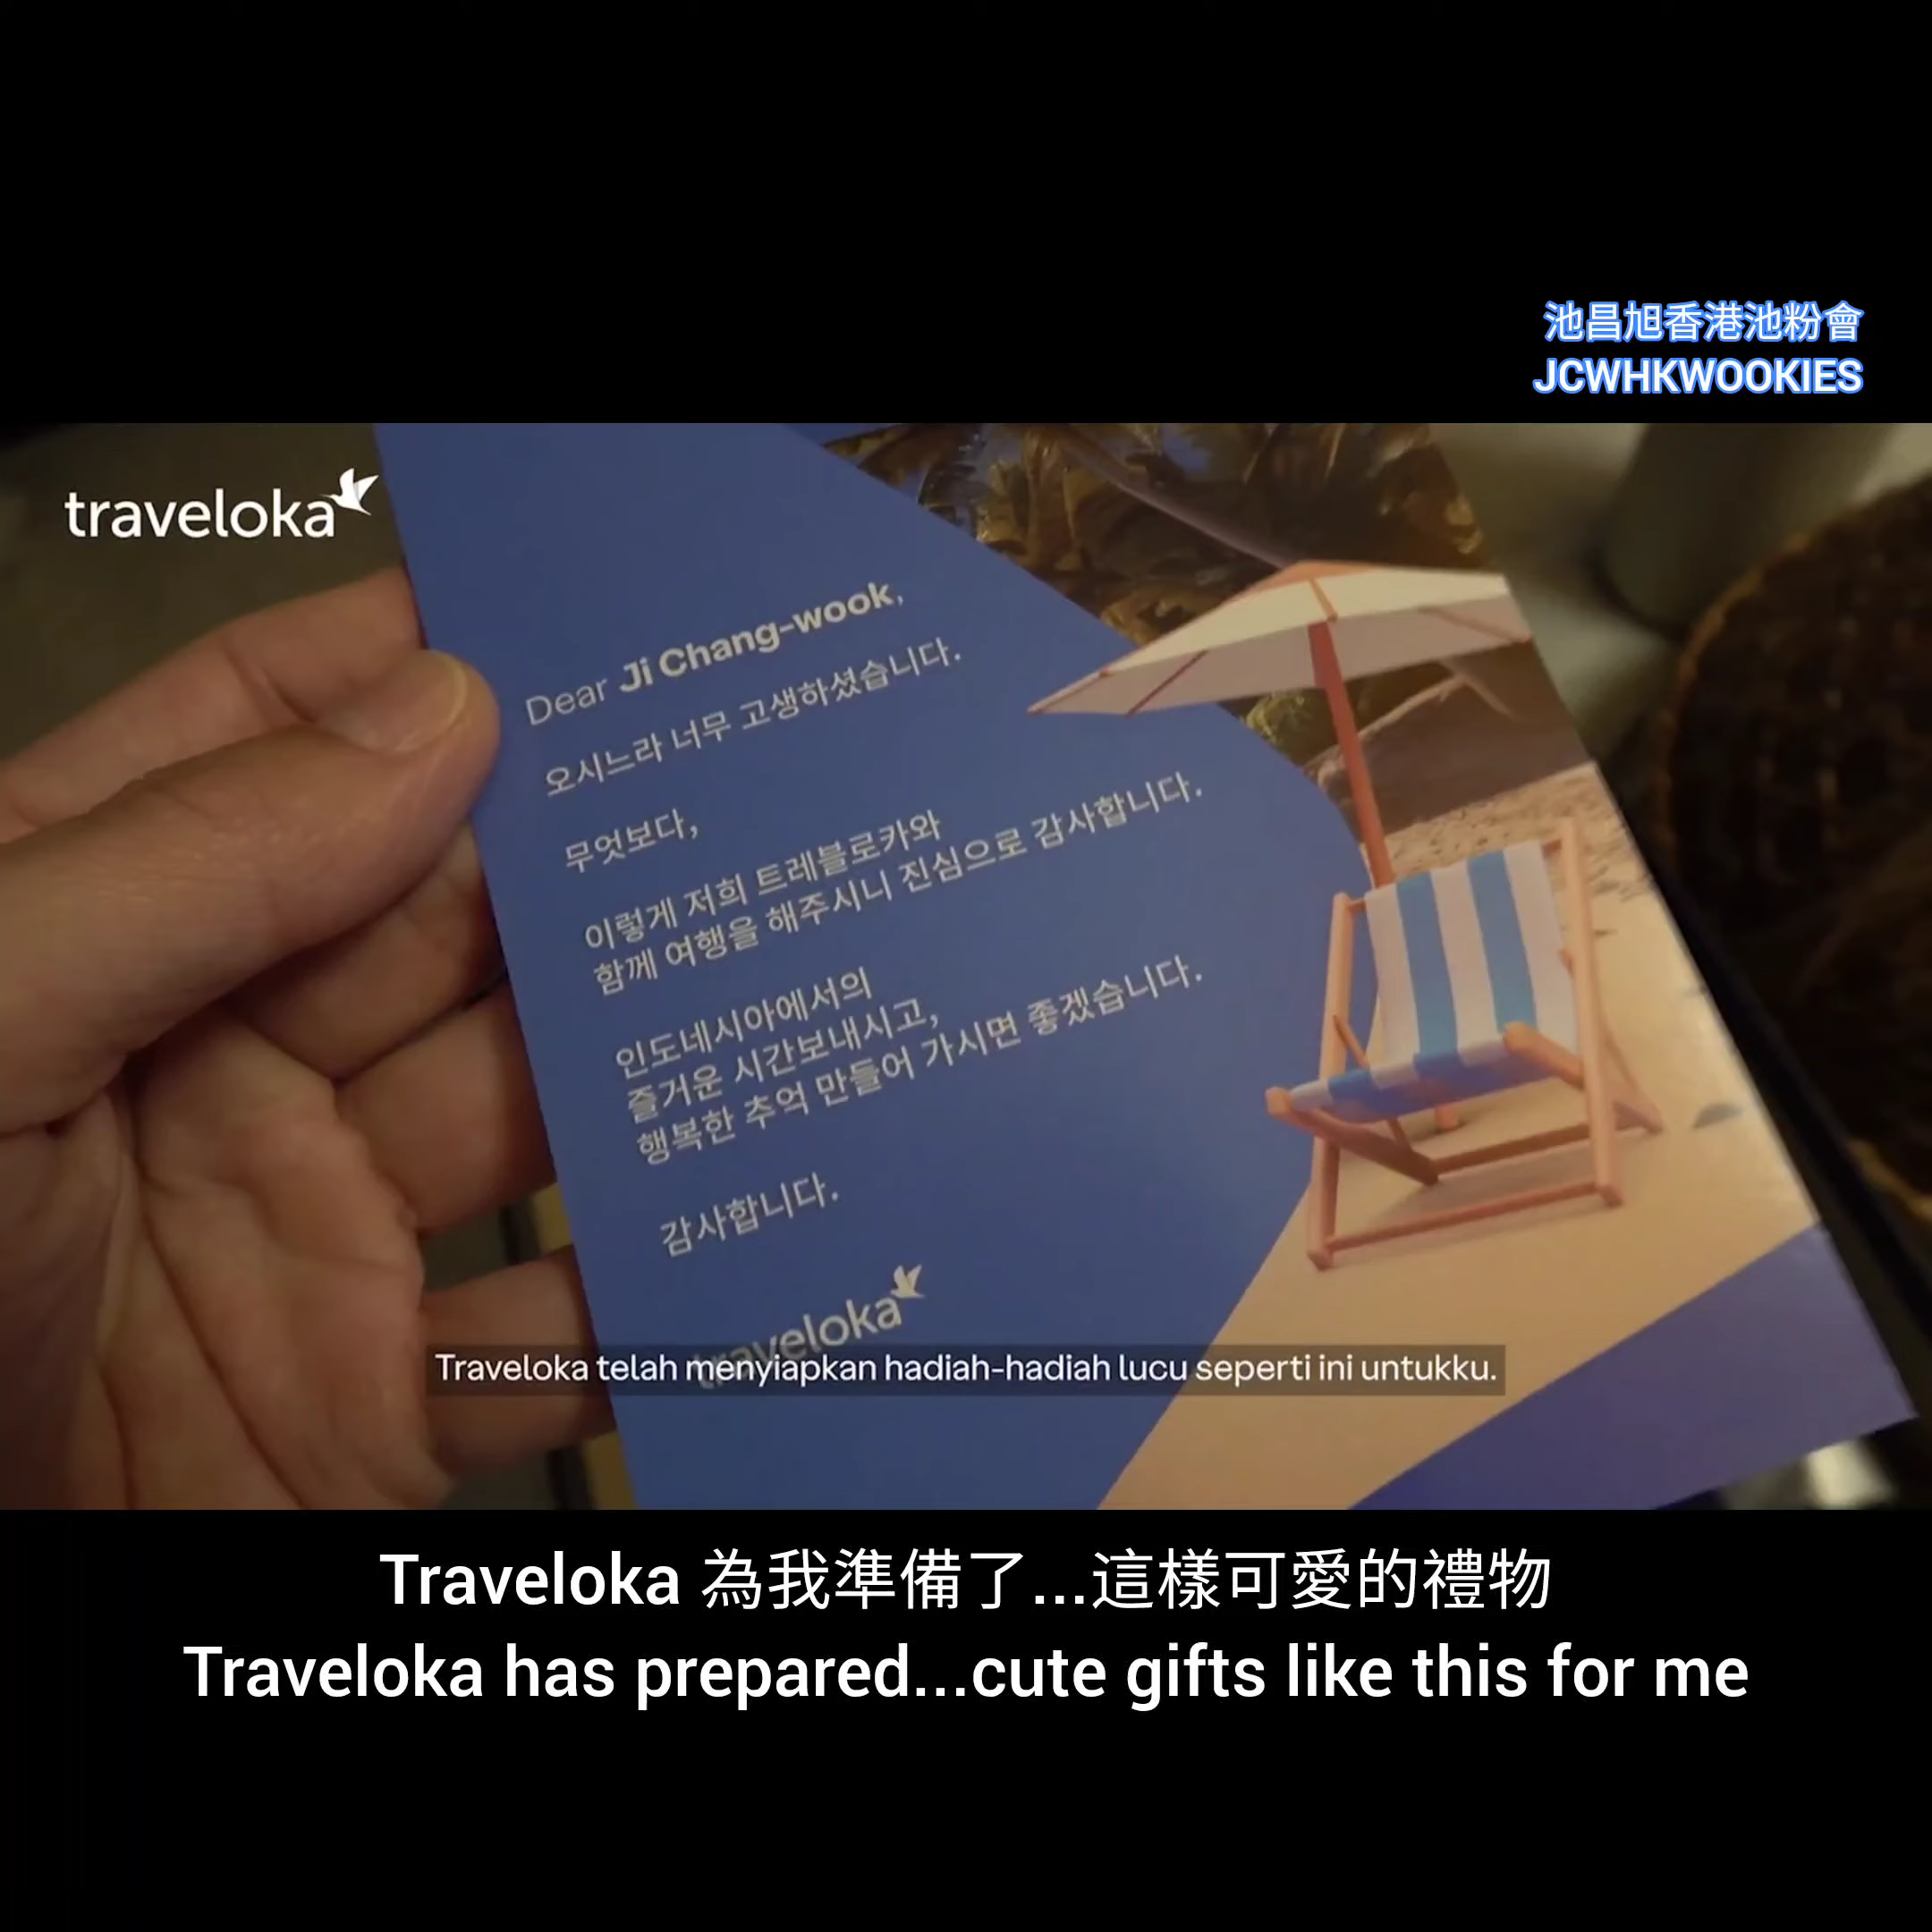 池昌旭香港池粉會
JCWHKWOOKIES
traveloka
Dear Ji Chang-wook,
오시느라 너무 고생하셨습니다.
무엇보다,
이렇게 저희 트레블로카와
함께 여행을 해주시니 진심으로 감사합니다.
인도네시아에서의
즐거운 시간보내시고,
행복한 추억 만들어 가시면 좋겠습니다.
감사합니다.
traveloka
Traveloka telah menyiapkan hadiah-hadiah lucu seperti ini untukku.
Traveloka 為我準備了...這樣可愛的禮物
Traveloka has prepared...cute gifts like this for me